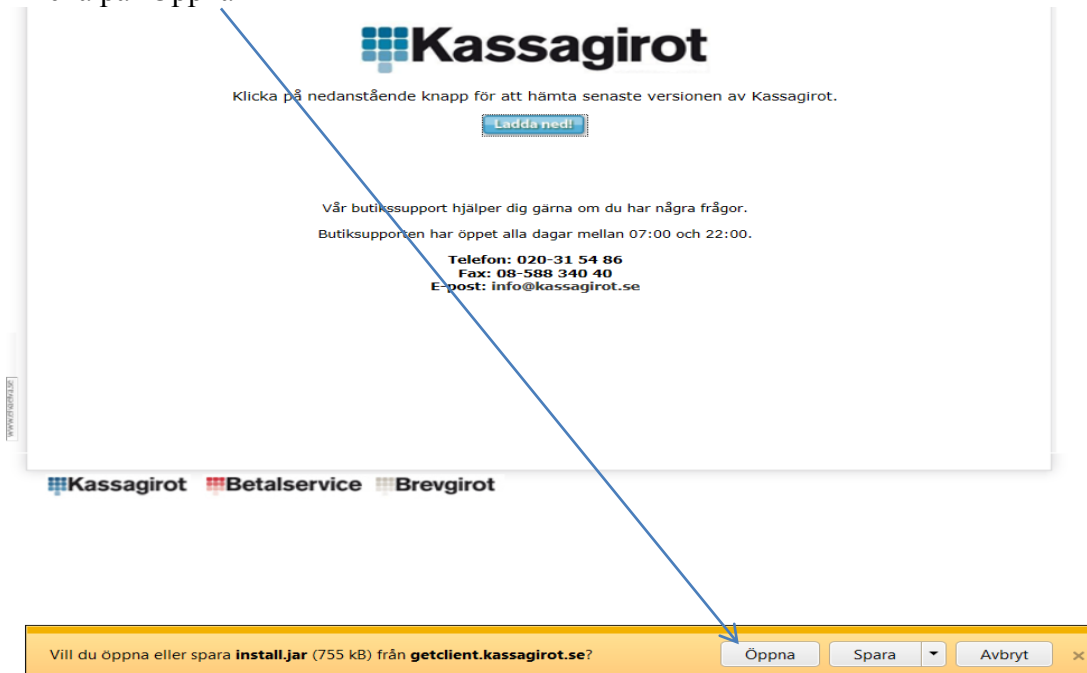 på "Öppna"
Kassagirot
Klicka på nedanstående knapp för att hämta senaste versionen av Kassagirot.
Ladda ned!
Vår butikssupport hjälper dig gärna om du har några frågor.
Butiksupporten har öppet alla dagar mellan 07:00 och 22:00.
Telefon: 020-31 54 86
Fax: 08-588 340 40
E-post: info@kassagirot.se
Kassagirot Betalservice Brevgirot
Vill du öppna eller spara install.jar (755 kB) från getclient.kassagirot.se? Öppna Spara Avbryt